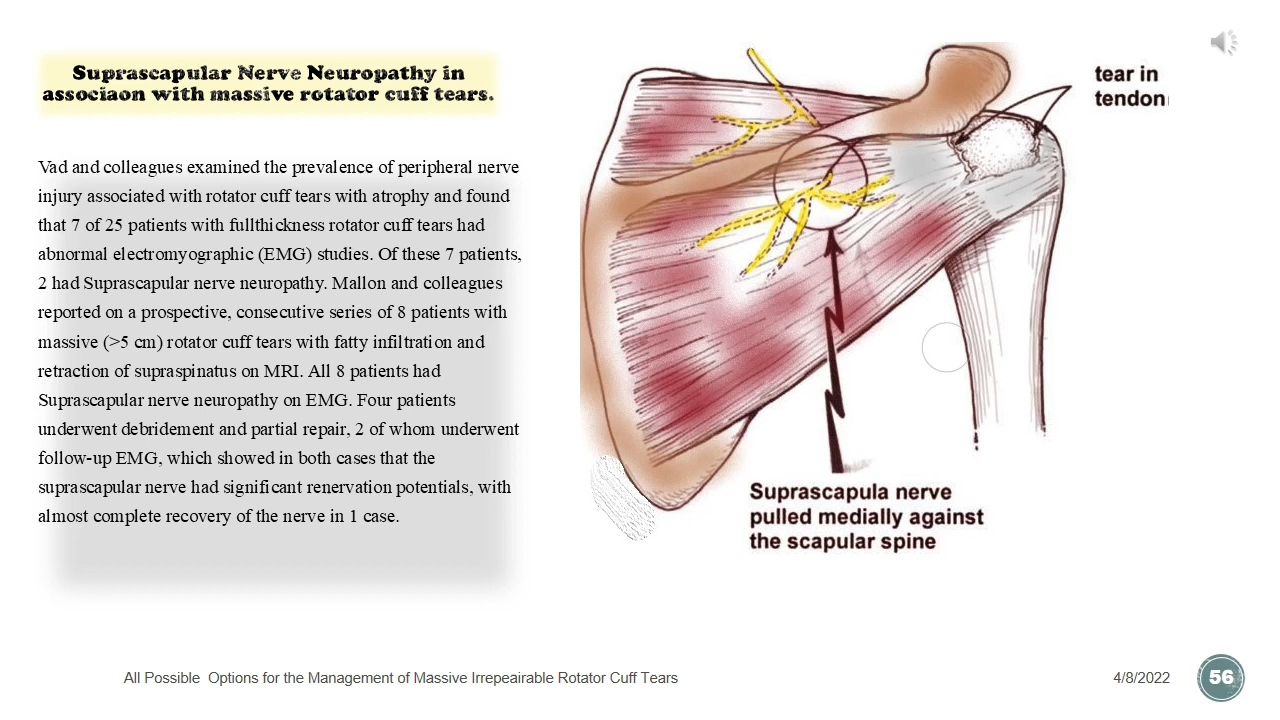 Suprascapular Nerve Neuropathy in
associaon with massive rotator cuff tears.
Vad and colleagues examined the prevalence of peripheral nerve
injury associated with rotator cuff tears with atrophy and found
that 7 of 25 patients with fullthickness rotator cuff tears had
abnormal electromyographic (EMG) studies. Of these 7 patients,
2 had Suprascapular nerve neuropathy. Mallon and colleagues
reported on a prospective, consecutive series of 8 patients with
massive (>5 cm) rotator cuff tears with fatty infiltration and
retraction of supraspinatus on MRI. All 8 patients had
Suprascapular nerve neuropathy on EMG. Four patients
underwent debridement and partial repair, 2 of whom underwent
follow-up EMG, which showed in both cases that the
suprascapular nerve had significant renervation potentials, with
almost complete recovery of the nerve in 1 case.
tear in
tendon
Suprascapula nerve
pulled medially against
the scapular spine
All Possible  Options for the Management of Massive Irrepeairable Rotator Cuff Tears
4/8/2022
56